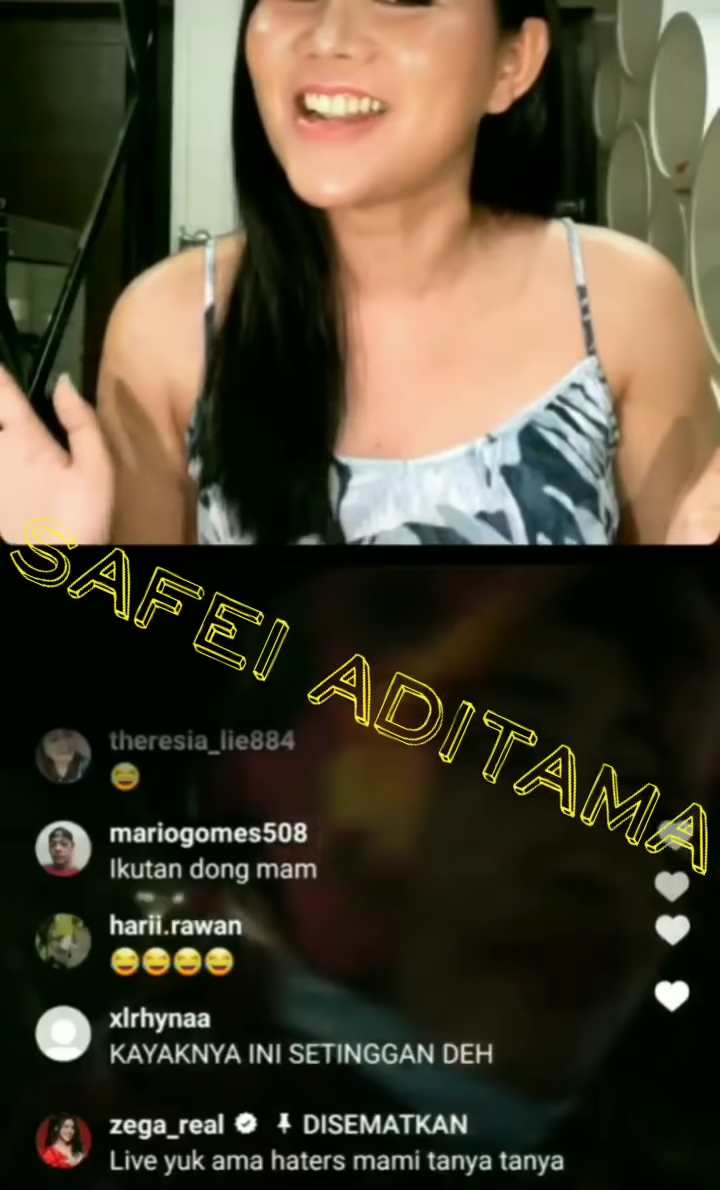 SAFEI ADITAMA
theresia_lie884
😅
mariogomes508
Ikutan dong mam
harii.rawan
😂😂😂😂
xlrhynaa
KAYAKNYA INI SETINGGAN DEH
zega_real DISEMATKAN
Live yuk ama haters mami tanya tanya